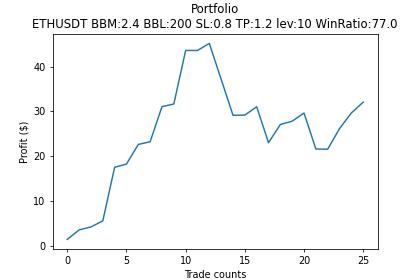 Portfolio
ETHUSDT BBM:2.4 BBL:200 SL:0.8 TP:1.2 lev:10 WinRatio:77.0
40
30
20
10
0
Profit ($)
0 5 10 15 20 25
Trade counts